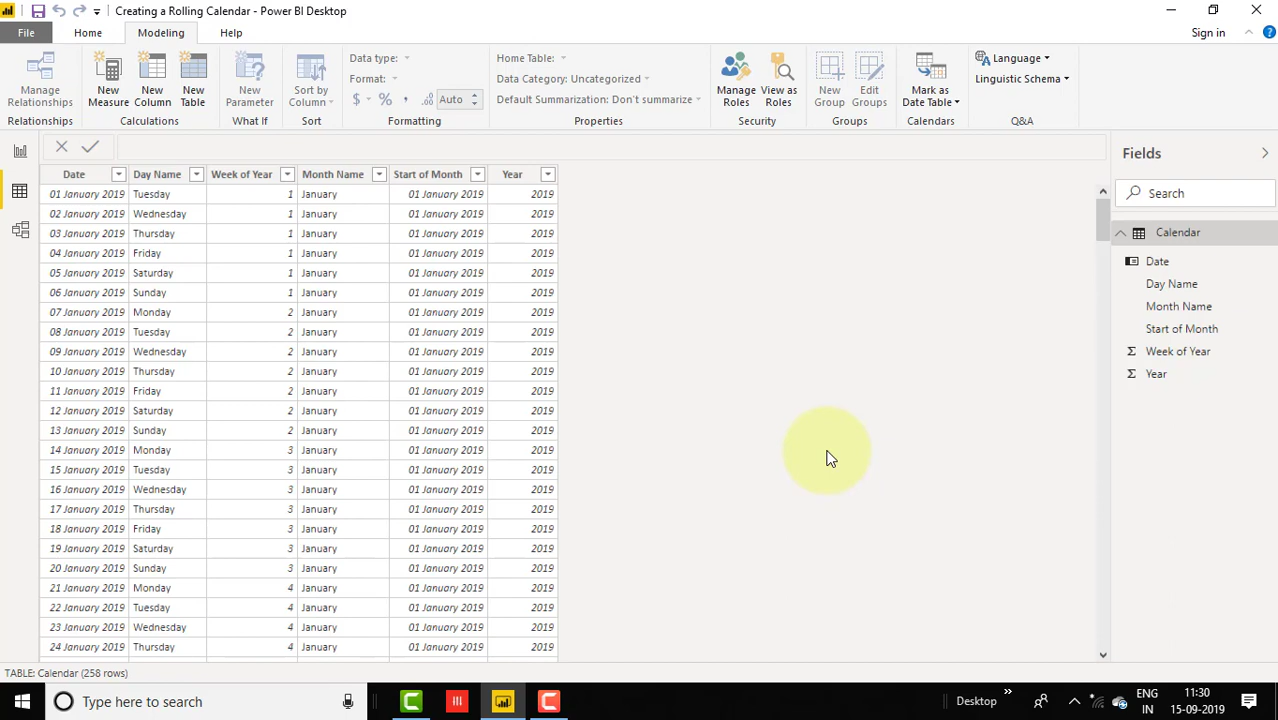 Creating a Rolling Calendar - Power BI Desktop
File Home Modeling Help Sign in
Manage Relationships
New Measure
New Column
New Table
New Parameter
Sort by Column
Data type:
Format:
$ % , .00 Auto
Home Table:
Data Category: Uncategorized
Default Summarization: Don't summarize
Manage Roles
View as Roles
New Group
Edit Groups
Mark as Date Table
Language
Linguistic Schema
Relationships Calculations What If Sort Formatting Properties Security Groups Calendars Q&A
Date Day Name Week of Year Month Name Start of Month Year
01 January 2019 Tuesday 1 January 01 January 2019 2019
02 January 2019 Wednesday 1 January 01 January 2019 2019
03 January 2019 Thursday 1 January 01 January 2019 2019
04 January 2019 Friday 1 January 01 January 2019 2019
05 January 2019 Saturday 1 January 01 January 2019 2019
06 January 2019 Sunday 1 January 01 January 2019 2019
07 January 2019 Monday 2 January 01 January 2019 2019
08 January 2019 Tuesday 2 January 01 January 2019 2019
09 January 2019 Wednesday 2 January 01 January 2019 2019
10 January 2019 Thursday 2 January 01 January 2019 2019
11 January 2019 Friday 2 January 01 January 2019 2019
12 January 2019 Saturday 2 January 01 January 2019 2019
13 January 2019 Sunday 2 January 01 January 2019 2019
14 January 2019 Monday 3 January 01 January 2019 2019
15 January 2019 Tuesday 3 January 01 January 2019 2019
16 January 2019 Wednesday 3 January 01 January 2019 2019
17 January 2019 Thursday 3 January 01 January 2019 2019
18 January 2019 Friday 3 January 01 January 2019 2019
19 January 2019 Saturday 3 January 01 January 2019 2019
20 January 2019 Sunday 3 January 01 January 2019 2019
21 January 2019 Monday 4 January 01 January 2019 2019
22 January 2019 Tuesday 4 January 01 January 2019 2019
23 January 2019 Wednesday 4 January 01 January 2019 2019
24 January 2019 Thursday 4 January 01 January 2019 2019
Fields
Search
Calendar
Date
Day Name
Month Name
Start of Month
Σ Week of Year
Σ Year
TABLE: Calendar (258 rows)
Type here to search
Desktop
ENG
IN
11:30
15-09-2019